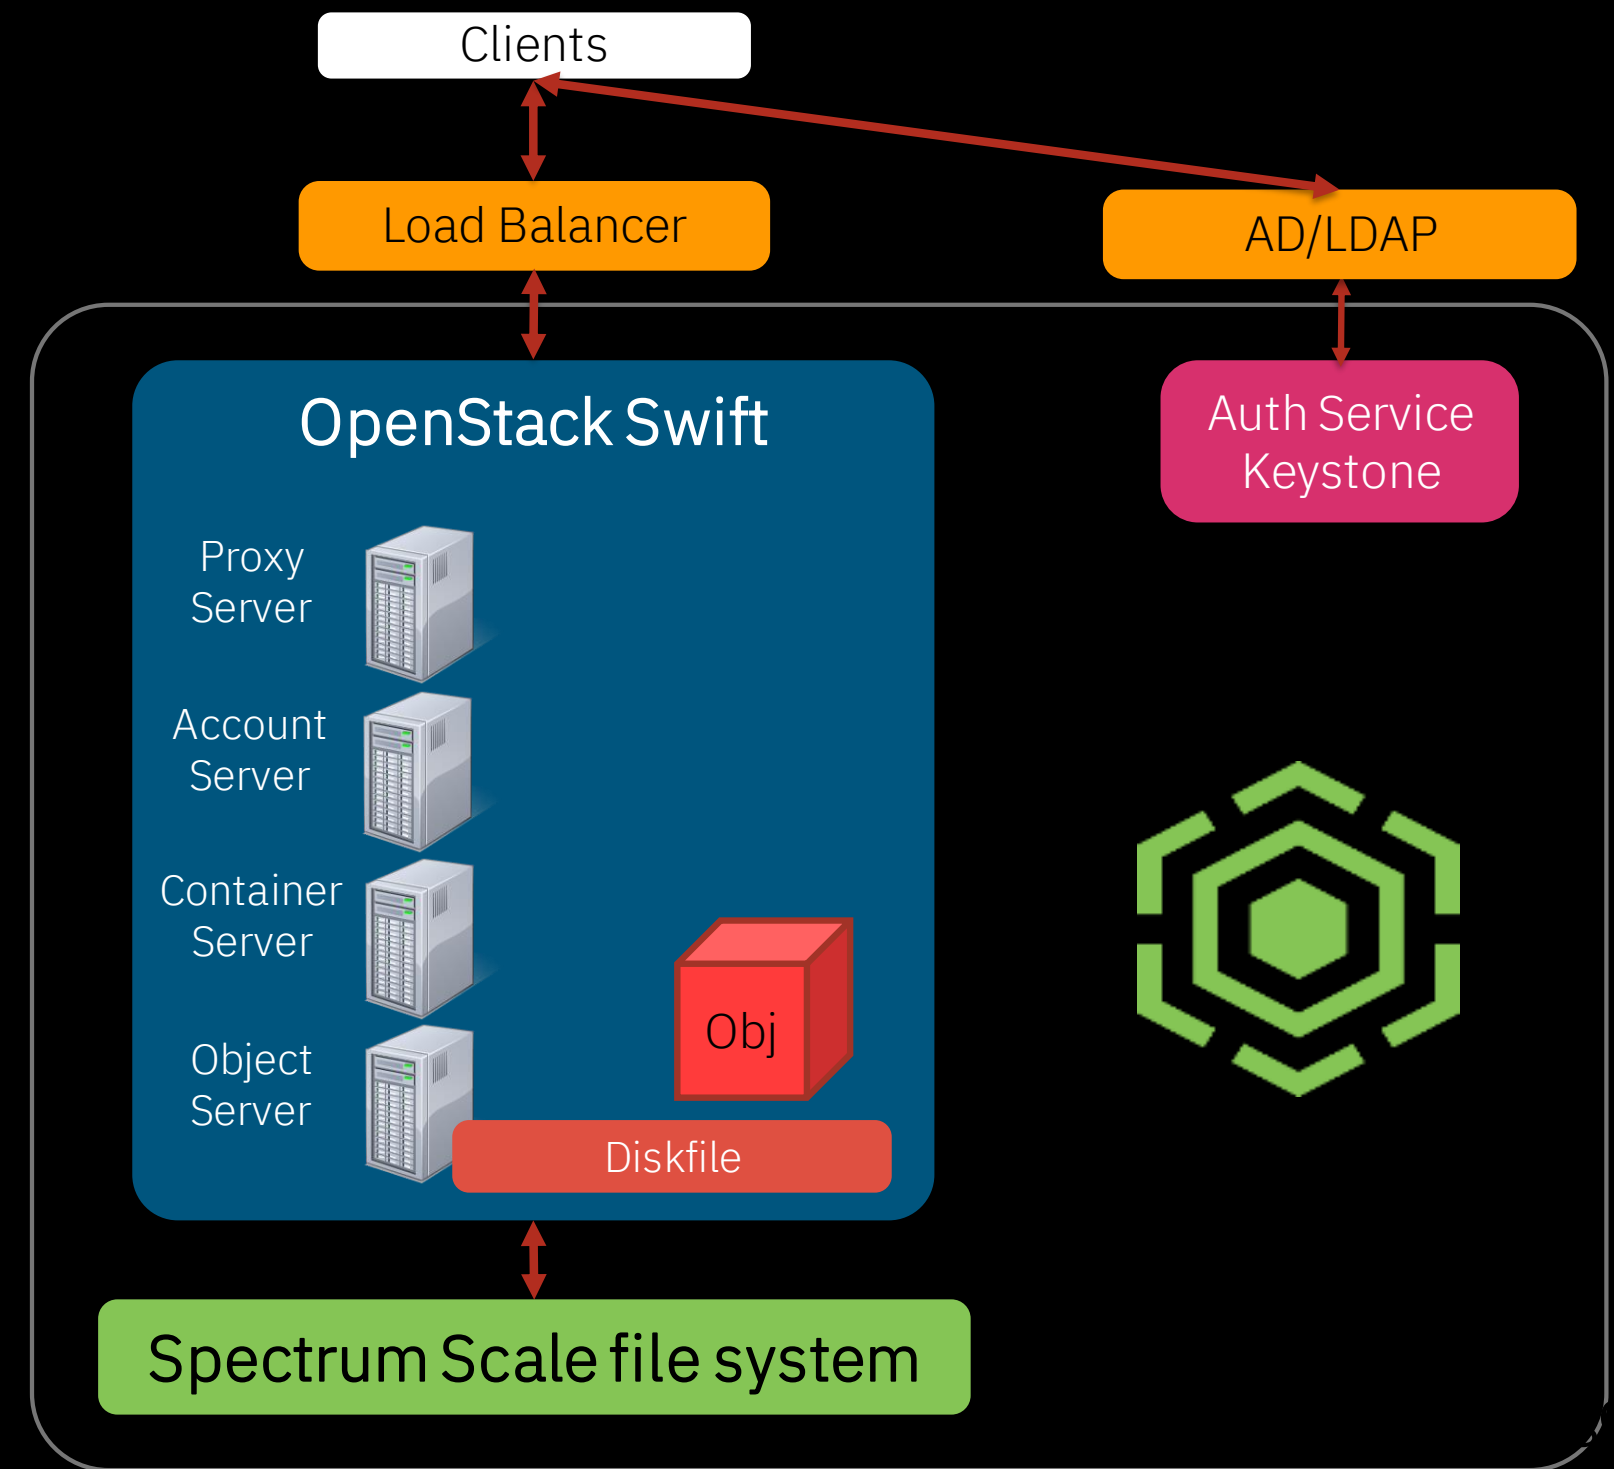 Clients
Load Balancer
AD/LDAP
OpenStack Swift
Auth Service
Keystone
Proxy
Server
Account
Server
Container
Server
Object
Server
Obj
Diskfile
Spectrum Scale file system